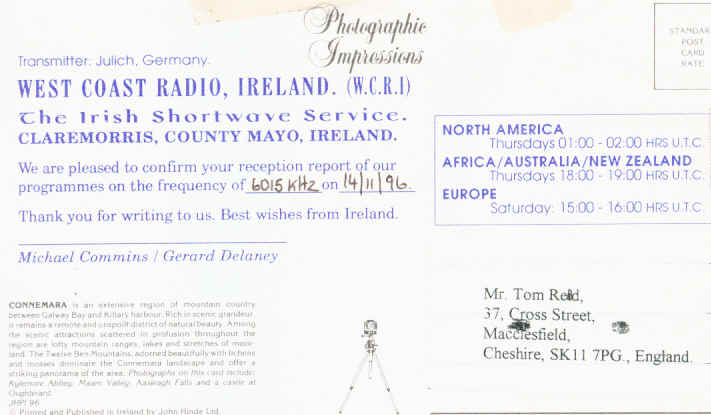 Photographic
Impressions
STANDARD
POST
CARD
RATE
Transmitter: Julich, Germany.
WEST COAST RADIO, IRELAND. (W.C.R.I)
The Irish Shortwave Service.
CLAREMORRIS, COUNTY MAYO, IRELAND.
We are pleased to confirm your reception report of our
programmes on the frequency of 6015 KHz on 14/11/96.
Thank you for writing to us. Best wishes from Ireland.
Michael Commins / Gerard Delaney
NORTH AMERICA
Thursdays 01:00 - 02:00 HRS U.T.C.
AFRICA/AUSTRALIA/NEW ZEALAND
Thursdays 18:00 - 19:00 HRS U.T.C.
EUROPE
Saturday: 15:00 - 16:00 HRS U.T.C.
CONNEMARA is an extensive region of mountain country
between Galway Bay and Killary harbour. Rich in scenic grandeur,
it remains a remote and unspoilt district of natural beauty. Among
the scenic attractions scattered in profusion throughout the
region are lofty mountain ranges, lakes and stretches of moor-
land. The Twelve Ben Mountains, adorned beautifully with lichens
and mosses dominate the Connemara landscape and offer a
striking panorama of the area. Photographs on this card include:
Kylemore Abbey, Maam Valley, Aasleagh Falls and a castle at
Oughterard.
JHPI 96
© Printed and Published in Ireland by John Hinde Ltd.
Mr. Tom Reid,
37, Cross Street,
Macclesfield,
Cheshire, SK11 7PG., England.